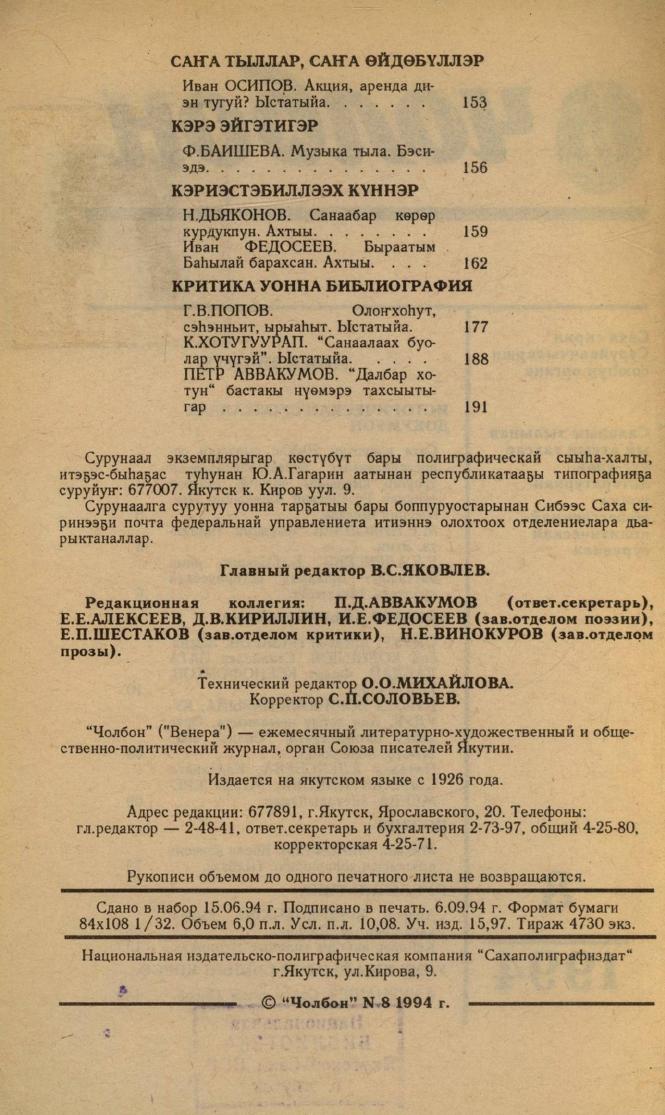 САҤА ТЫЛЛАР, САҤА ӨЙДӨБҮЛЛЭР
Иван ОСИПОВ. Акция, аренда ди-
эн тугуй? Ыстатыйа. . . . . . . 153
КЭРЭ ЭЙГЭТИГЭР
Ф.БАИШЕВА. Музыка тыла. Бэси-
эдэ. . . . . . . . . . . . . . . 156
КЭРИЭСТЭБИЛЛЭЭХ КҮННЭР
Н.ДЬЯКОНОВ. Санаабар көрөр
курдукпун. Ахтыы. . . . . . . . 159
Иван ФЕДОСЕЕВ. Быраатым
Баһылай барахсан. Ахтыы. . . . 162
КРИТИКА УОННА БИБЛИОГРАФИЯ
Г.В.ПОПОВ. Олоҥхоһут,
сэһэнньит, ырыаһыт. Ыстатыйа. 177
К.ХОТУГУУРАП. “Санаалаах буо-
лар үчүгэй”. Ыстатыйа. . . . . 188
ПЕТР АВВАКУМОВ. “Далбар хо-
тун“ бастакы нүөмэрэ тахсыыты-
гар . . . . . . . . . . . . . . 191
Сурунаал экземплярыгар көстүбүт бары полиграфическай сыыһа-халты,
итэҕэс-быһаҕас туһунан Ю.А.Гагарин аатынан республикатааҕы типографияҕа
суруйуҥ: 677007. Якутск к. Киров уул. 9.
Сурунаалга сурутуу уонна тарҕатыы бары боппуруостарынан Сибээс Саха си-
ринээҕи почта федеральнай управлениета итиэннэ олохтоох отделениелара дьа-
рыктаналлар.
Главный редактор В.С.ЯКОВЛЕВ.
Редакционная коллегия: П.Д.АВВАКУМОВ (ответ.секретарь),
Е.Е.АЛЕКСЕЕВ, Д.В.КИРИЛЛИН, И.Е.ФЕДОСЕЕВ (зав.отделом поэзии),
Е.П.ШЕСТАКОВ (зав.отделом критики), Н.Е.ВИНОКУРОВ (зав.отделом
прозы).
Технический редактор О.О.МИХАЙЛОВА.
Корректор С.П.СОЛОВЬЕВ.
“Чолбон” ("Венера") — ежемесячный литературно-художественный и обще-
ственно-политический журнал, орган Союза писателей Якутии.
Издается на якутском языке с 1926 года.
Адрес редакции: 677891, г.Якутск, Ярославского, 20. Телефоны:
гл.редактор — 2-48-41, ответ.секретарь и бухгалтерия 2-73-97, общий 4-25-80,
корректорская 4-25-71.
Рукописи объемом до одного печатного листа не возвращаются.
Сдано в набор 15.06.94 г. Подписано в печать. 6.09.94 г. Формат бумаги
84х108 1/32. Объем 6,0 п.л. Усл. п.л. 10,08. Уч. изд. 15,97. Тираж 4730 экз.
Национальная издательско-полиграфическая компания “Сахаполиграфиздат“
г.Якутск, ул.Кирова, 9.
© “Чолбон” N 8 1994 г.